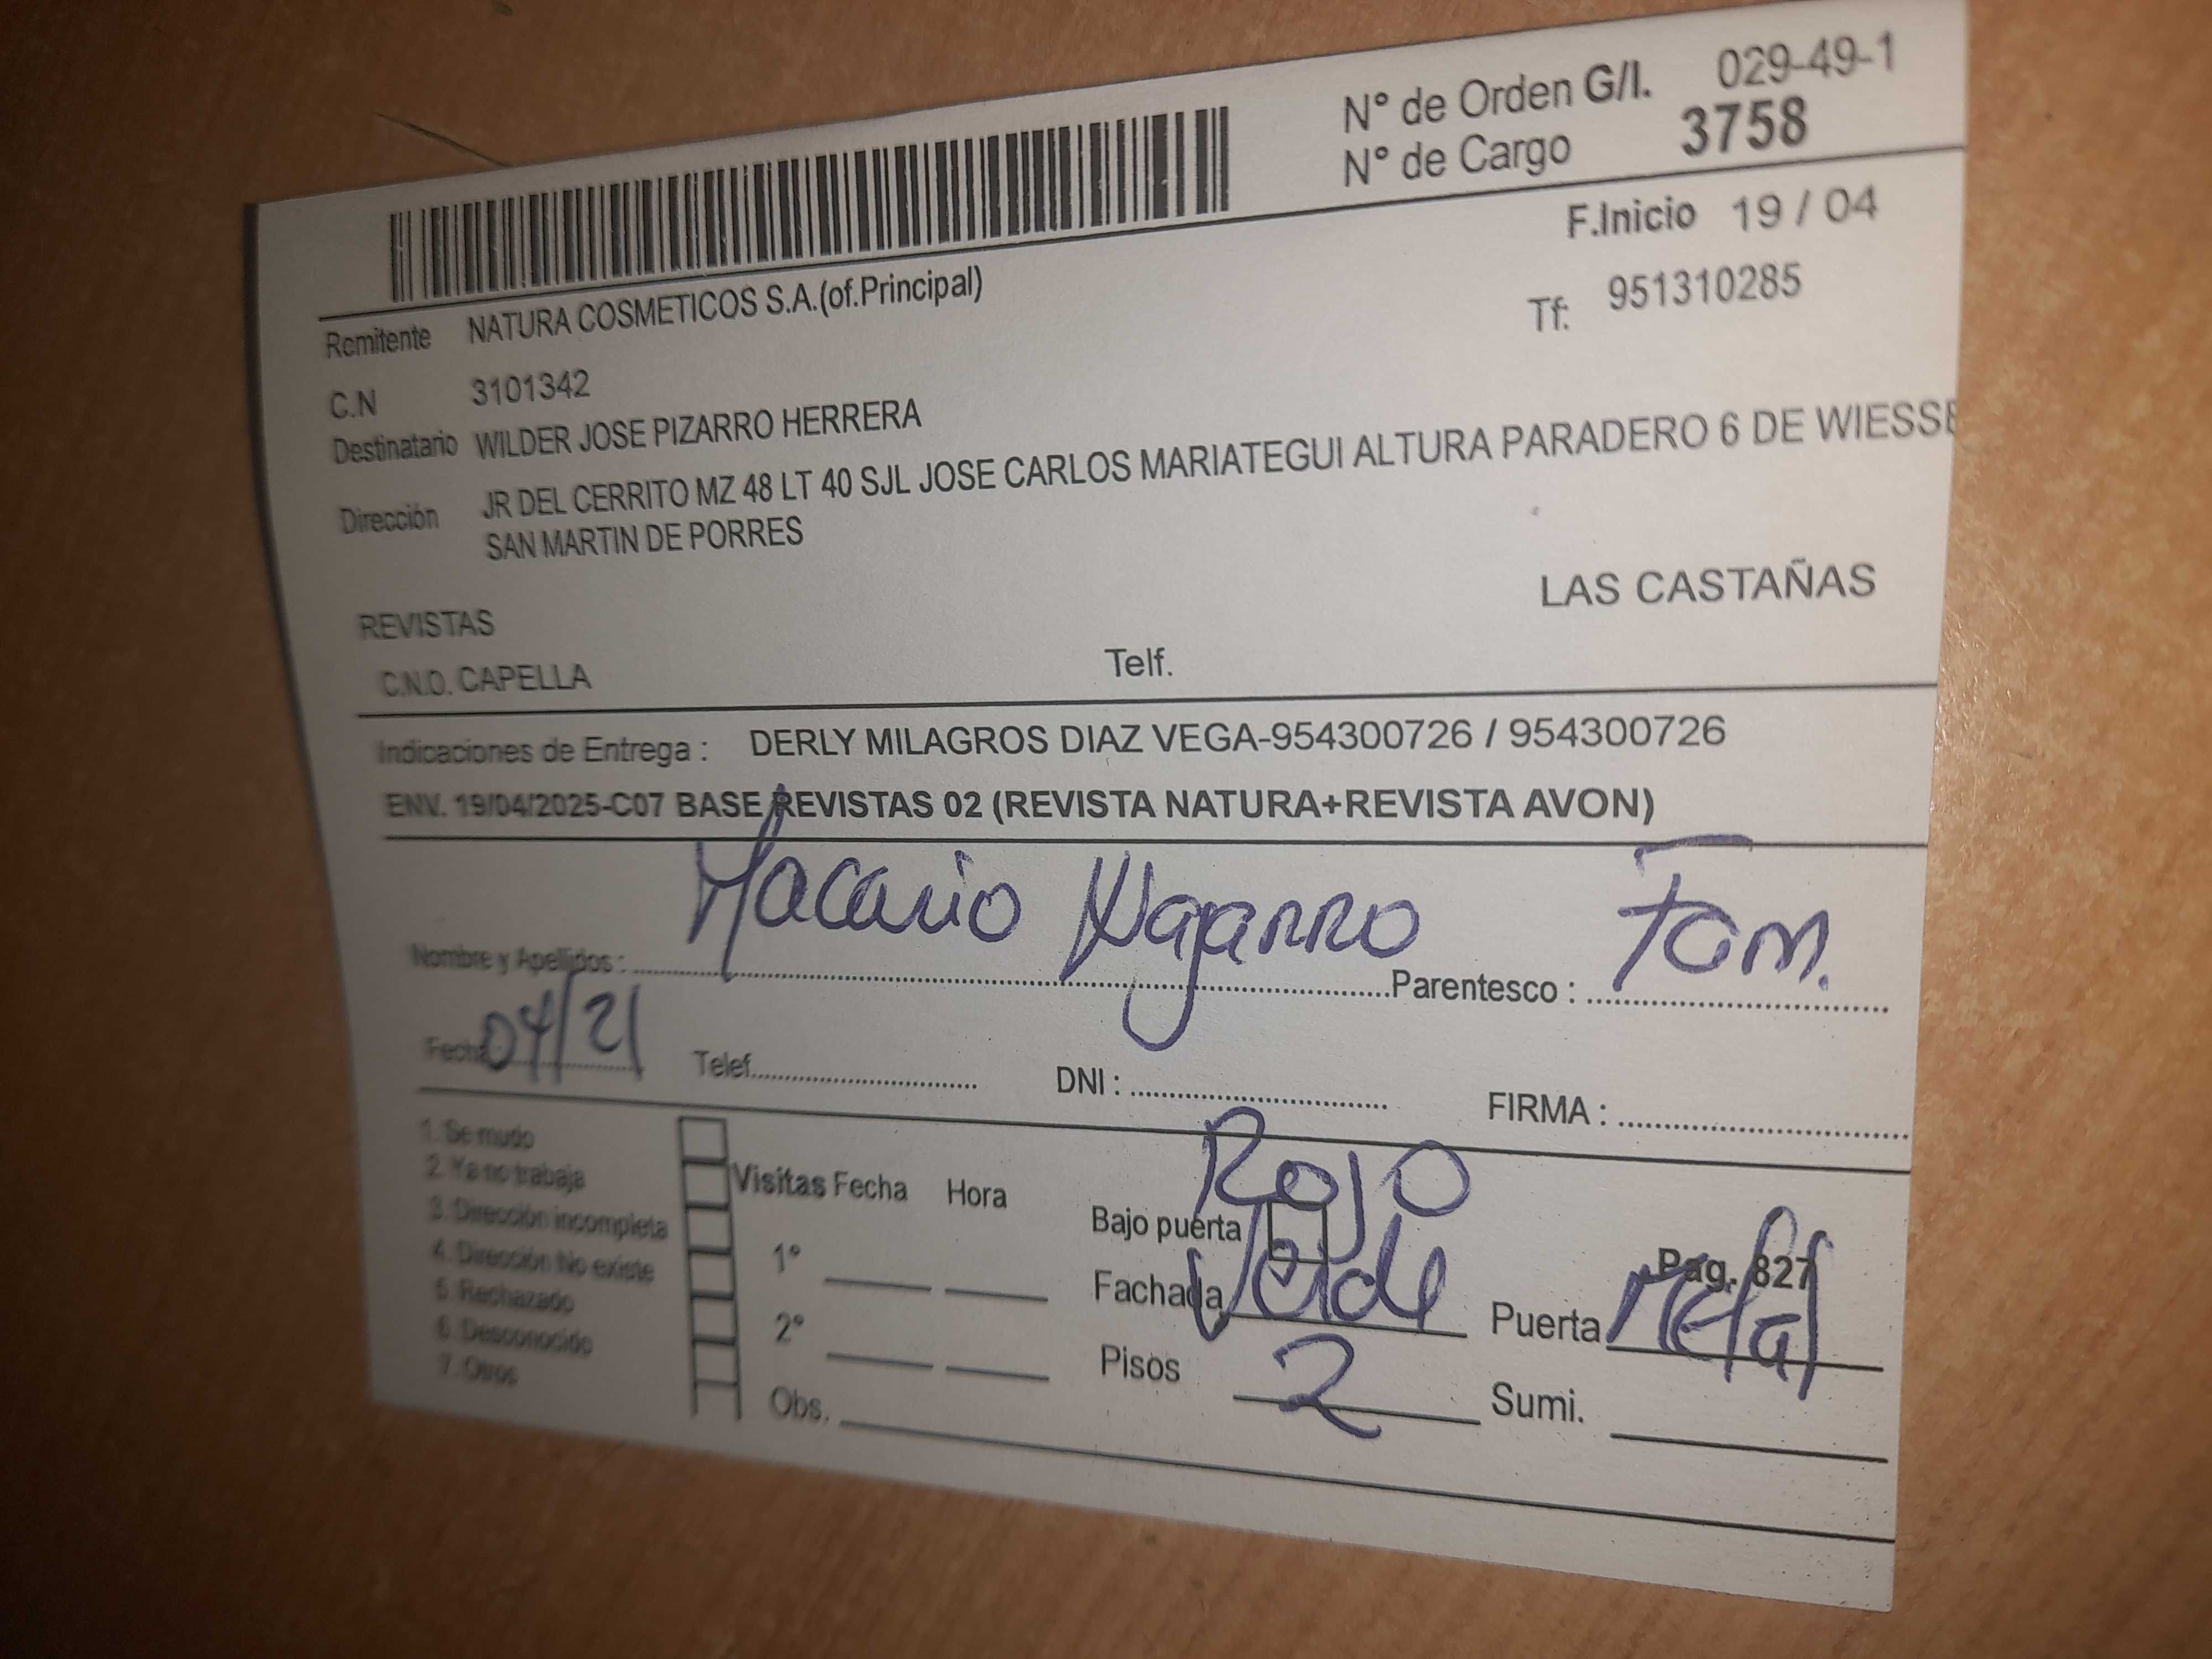 N° de Orden G/I. 029-49-1
N° de Cargo 3758
F.Inicio 19 / 04
Remitente NATURA COSMETICOS S.A.(of.Principal)
Tf: 951310285
C.N 3101342
Destinatario WILDER JOSE PIZARRO HERRERA
Dirección JR DEL CERRITO MZ 48 LT 40 SJL JOSE CARLOS MARIATEGUI ALTURA PARADERO 6 DE WIESSE
SAN MARTIN DE PORRES
LAS CASTAÑAS
REVISTAS
C.N.O. CAPELLA Telf.
Indicaciones de Entrega : DERLY MILAGROS DIAZ VEGA-954300726 / 954300726
ENV. 19/04/2025-C07 BASE REVISTAS 02 (REVISTA NATURA+REVISTA AVON)
Nombre y Apellidos : Macario Parentesco : Fam.
Fecha 04/21 Telef. DNI : FIRMA :
1. Se mudo
2. Ya no trabaja
3. Dirección incompleta
4. Dirección No existe
5. Rechazado
6. Desconocido
7. Otros
Visitas Fecha Hora
1°
2°
Obs.
Rojo
Bajo puerta
Pag. 827
Fachada Verde Puerta Metal
Pisos 2 Sumi.